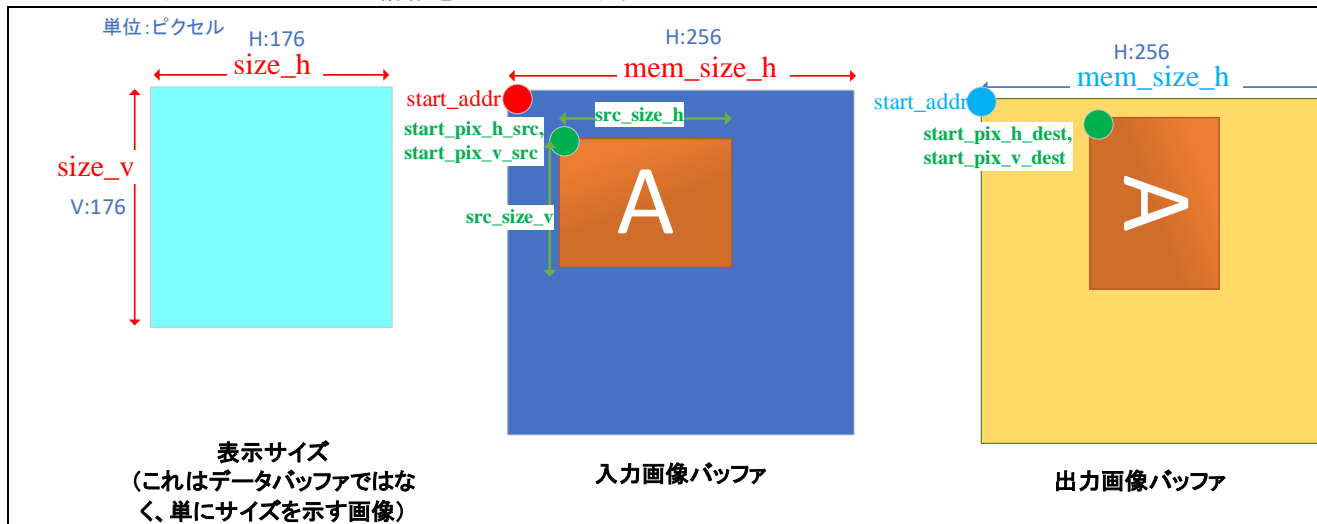 単位:ピクセル
H:176
size_h
size_v
V:176
表示サイズ
(これはデータバッファではな
く、単にサイズを示す画像)
H:256
mem_size_h
start_addr
start_pix_h_src,
start_pix_v_src
src_size_h
src_size_v
A
入力画像バッファ
H:256
mem_size_h
start_addr
start_pix_h_dest,
start_pix_v_dest
A
出力画像バッファ